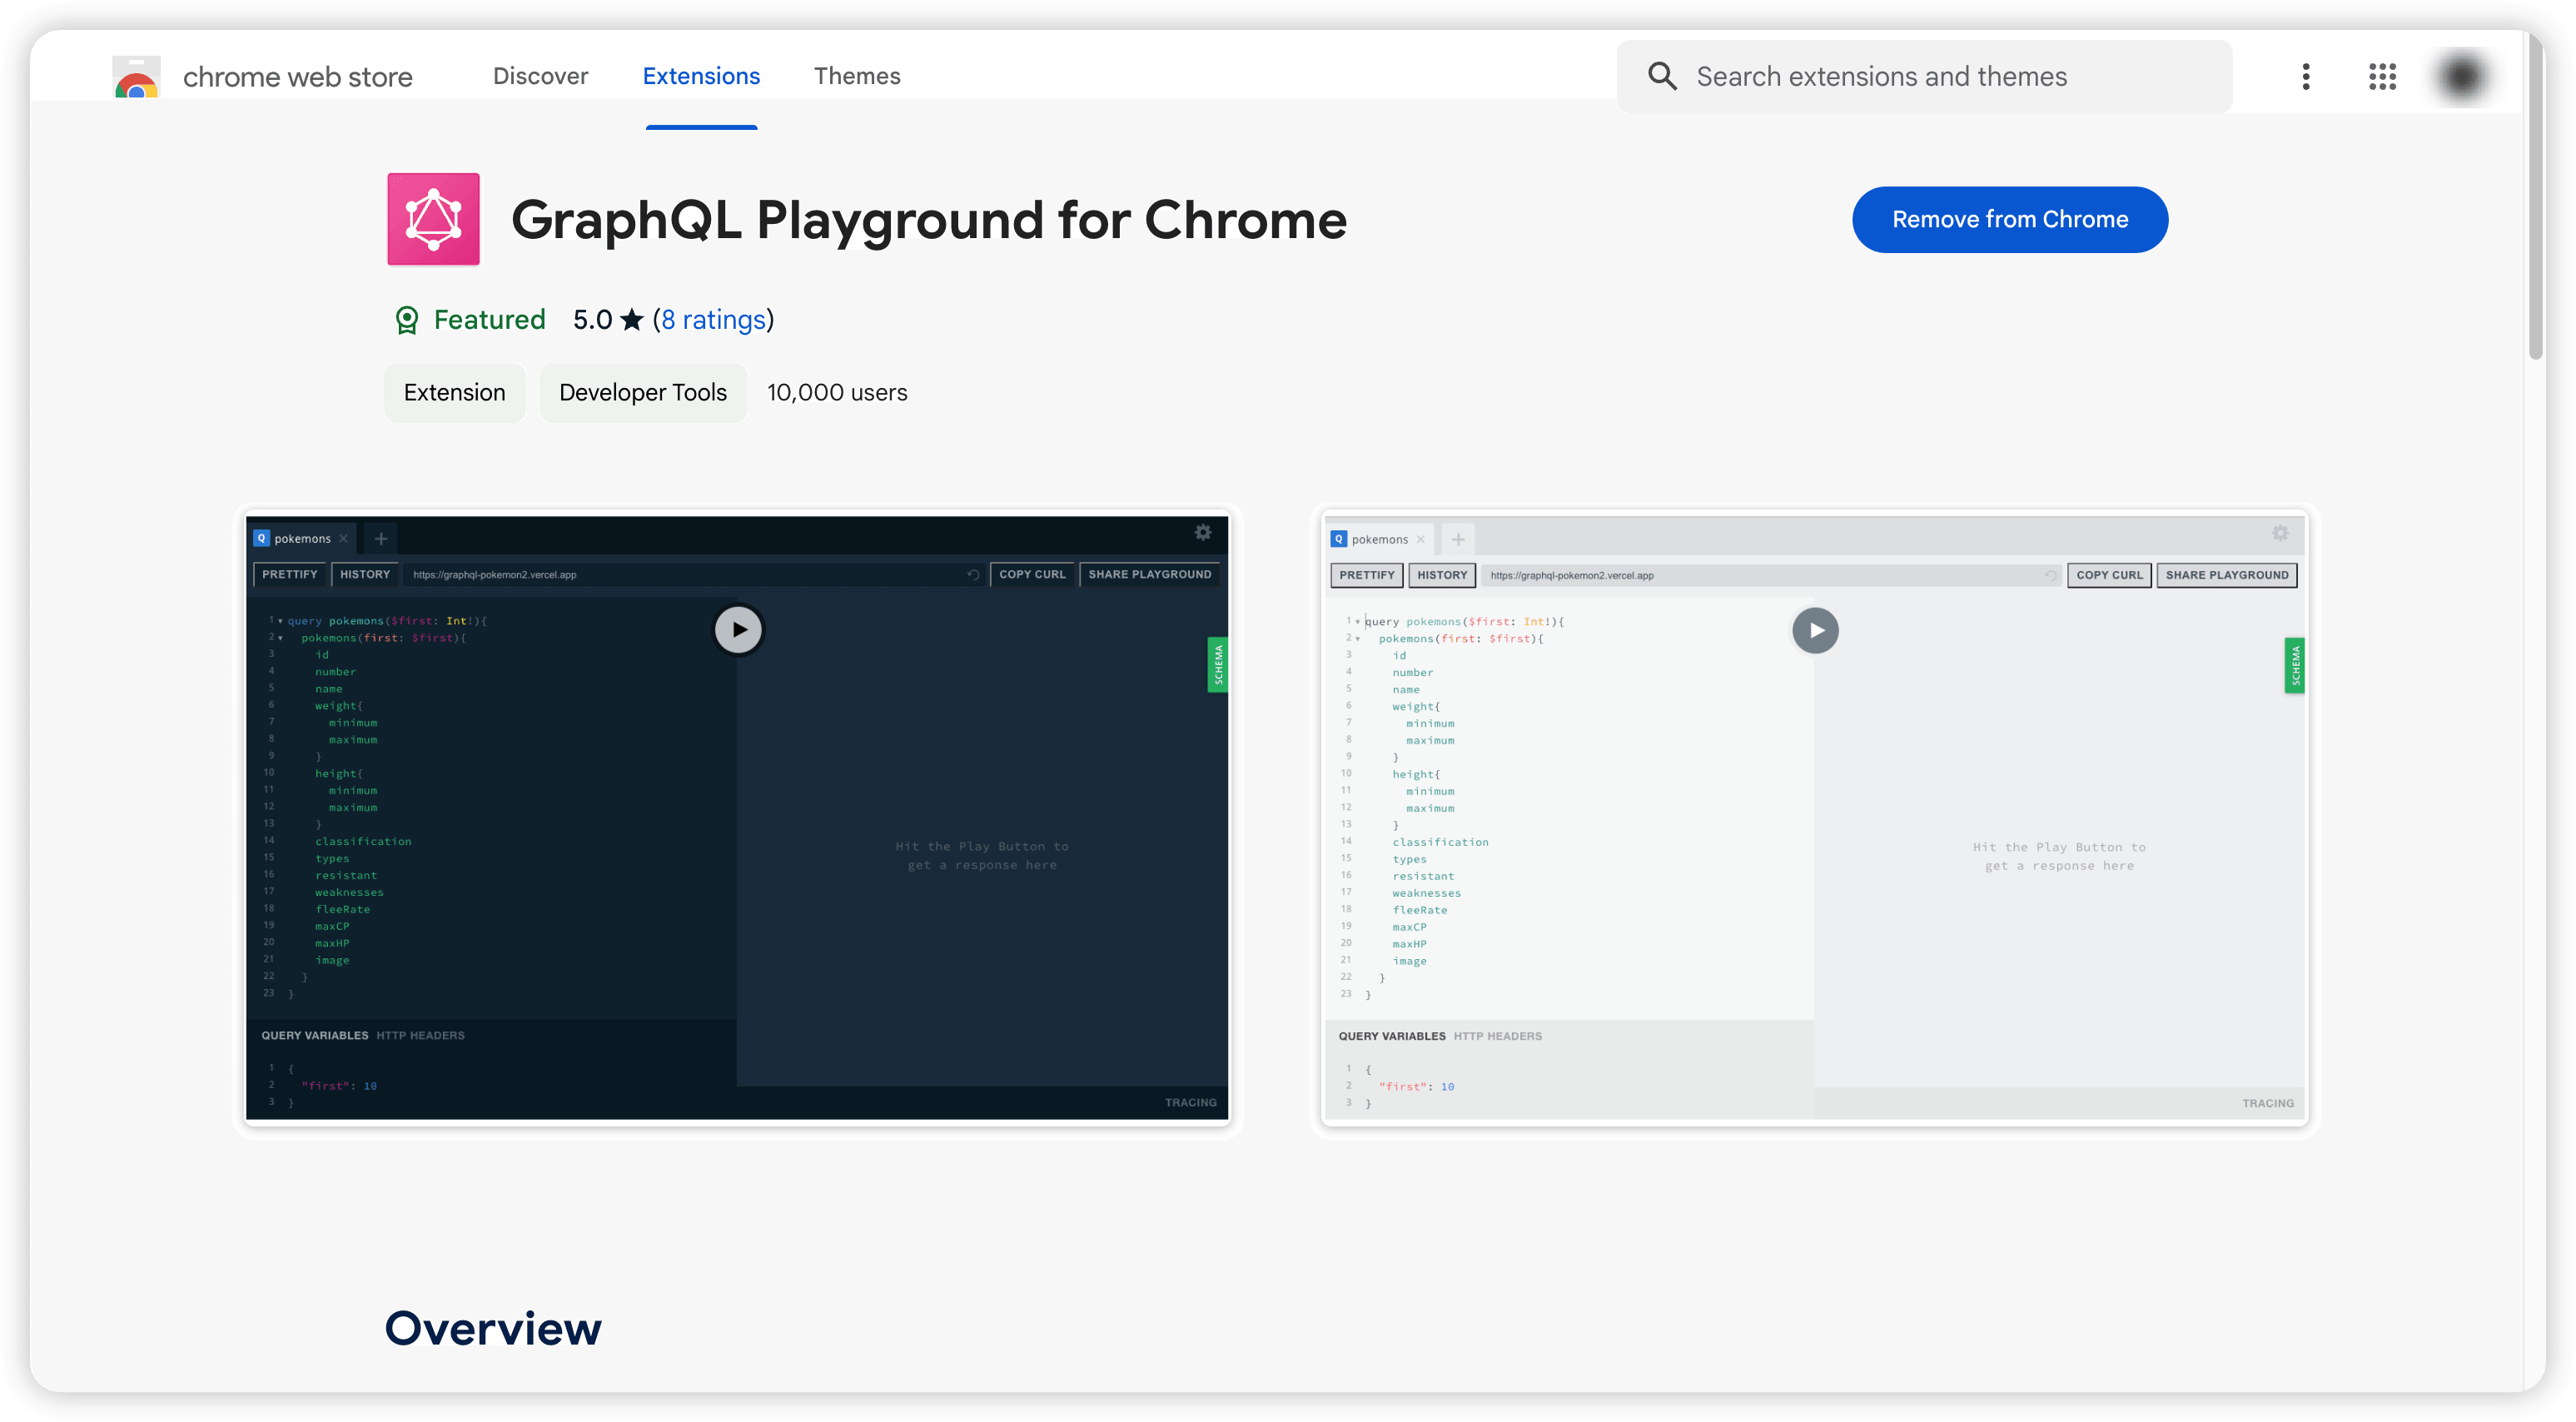 chrome web store
Discover
Extensions
Themes
Search extensions and themes
GraphQL Playground for Chrome
Remove from Chrome
Featured 5.0 ★ (8 ratings)
Extension
Developer Tools
10,000 users
Q pokemons × +
PRETTIFY HISTORY https://graphql-pokemon2.vercel.app COPY CURL SHARE PLAYGROUND
1 query pokemons($first: Int!){
2 pokemons(first: $first){
3 id
4 number
5 name
6 weight{
7 minimum
8 maximum
9 }
10 height{
11 minimum
12 maximum
13 }
14 classification
15 types
16 resistant
17 weaknesses
18 fleeRate
19 maxCP
20 maxHP
21 image
22 }
23 }
SCHEMA
Hit the Play Button to
get a response here
QUERY VARIABLES HTTP HEADERS
1 {
2 "first": 10
3 }
TRACING
Q pokemons × +
PRETTIFY HISTORY https://graphql-pokemon2.vercel.app COPY CURL SHARE PLAYGROUND
1 query pokemons($first: Int!){
2 pokemons(first: $first){
3 id
4 number
5 name
6 weight{
7 minimum
8 maximum
9 }
10 height{
11 minimum
12 maximum
13 }
14 classification
15 types
16 resistant
17 weaknesses
18 fleeRate
19 maxCP
20 maxHP
21 image
22 }
23 }
SCHEMA
Hit the Play Button to
get a response here
QUERY VARIABLES HTTP HEADERS
1 {
2 "first": 10
3 }
TRACING
Overview